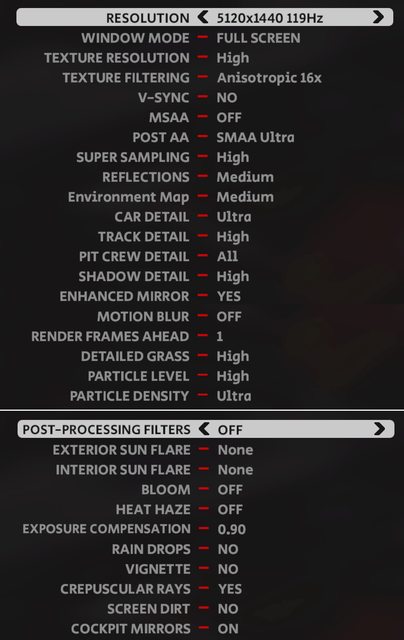 RESOLUTION 5120x1440 119Hz
WINDOW MODE – FULL SCREEN
TEXTURE RESOLUTION – High
TEXTURE FILTERING – Anisotropic 16x
V-SYNC – NO
MSAA – OFF
POST AA – SMAA Ultra
SUPER SAMPLING – High
REFLECTIONS – Medium
Environment Map – Medium
CAR DETAIL – Ultra
TRACK DETAIL – High
PIT CREW DETAIL – All
SHADOW DETAIL – High
ENHANCED MIRROR – YES
MOTION BLUR – OFF
RENDER FRAMES AHEAD – 1
DETAILED GRASS – High
PARTICLE LEVEL – High
PARTICLE DENSITY – Ultra
POST-PROCESSING FILTERS OFF
EXTERIOR SUN FLARE – None
INTERIOR SUN FLARE – None
BLOOM – OFF
HEAT HAZE – OFF
EXPOSURE COMPENSATION – 0.90
RAIN DROPS – NO
VIGNETTE – NO
CREPUSCULAR RAYS – YES
SCREEN DIRT – NO
COCKPIT MIRRORS – ON